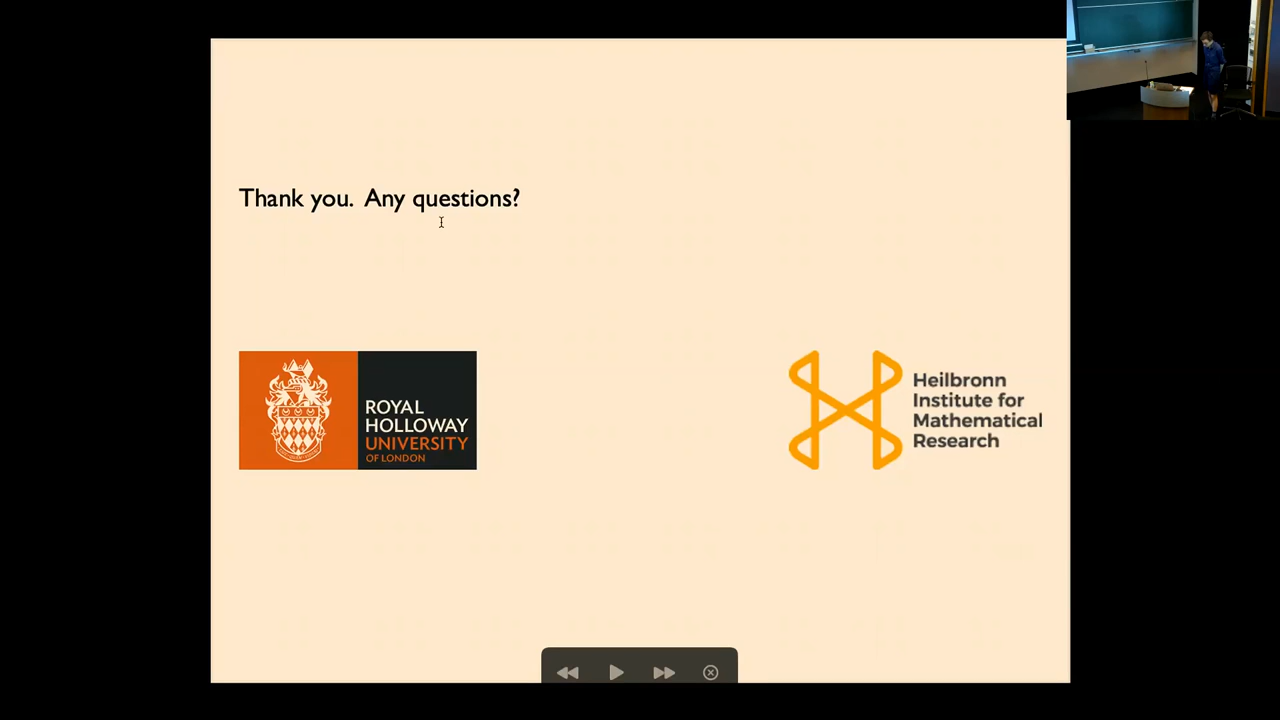 Thank you. Any questions?
ROYAL
HOLLOWAY
UNIVERSITY
OF LONDON
Heilbronn
Institute for
Mathematical
Research